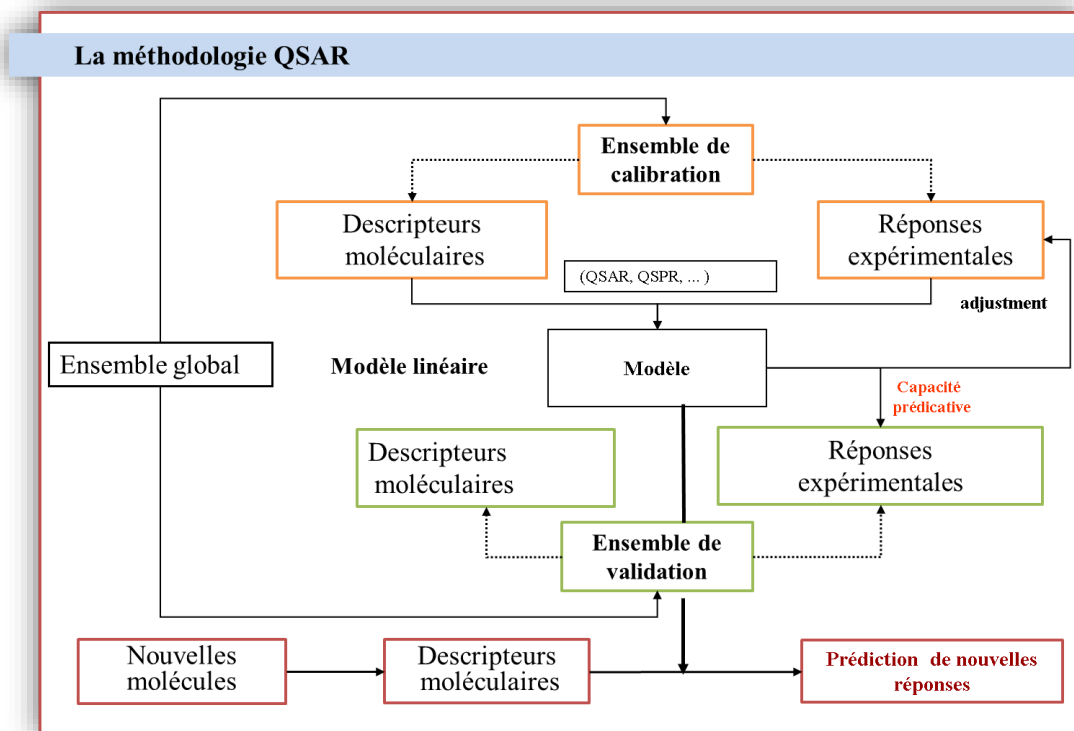 La méthodologie QSAR
Ensemble de
calibration
Descripteurs
moléculaires
Réponses
expérimentales
(QSAR, QSPR, ... )
adjustment
Ensemble global
Modèle linéaire
Modèle
Capacité
prédicative
Descripteurs
moléculaires
Réponses
expérimentales
Ensemble de
validation
Nouvelles
molécules
Descripteurs
moléculaires
Prédiction de nouvelles
réponses